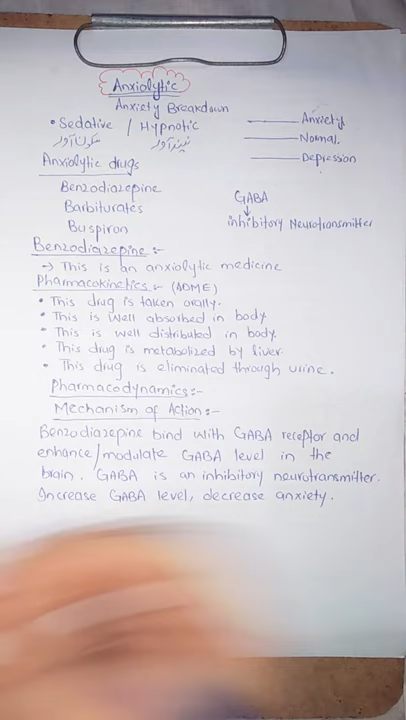 Anxiolytic
Anxiety Breakdown
• Sedative / Hypnotic
سکون آور نیند آور
Anxiety
Normal.
Depression
Anxiolytic drugs
Benzodiazepine
Barbiturates
Buspiron
GABA
↓
inhibitory Neurotransmitter
Benzodiazepine :-
→ This is an anxiolytic medicine
Pharmacokinetics :- (ADME)
• This drug is taken orally.
• This is well absorbed in body
• This is well distributed in body.
• This drug is metabolized by liver.
• This drug is eliminated through urine.
Pharmacodynamics :-
Mechanism of Action :-
Benzodiazepine bind with GABA receptor and
enhance/modulate GABA level in the
brain. GABA is an inhibitory neurotransmitter.
Increase GABA level, decrease anxiety.